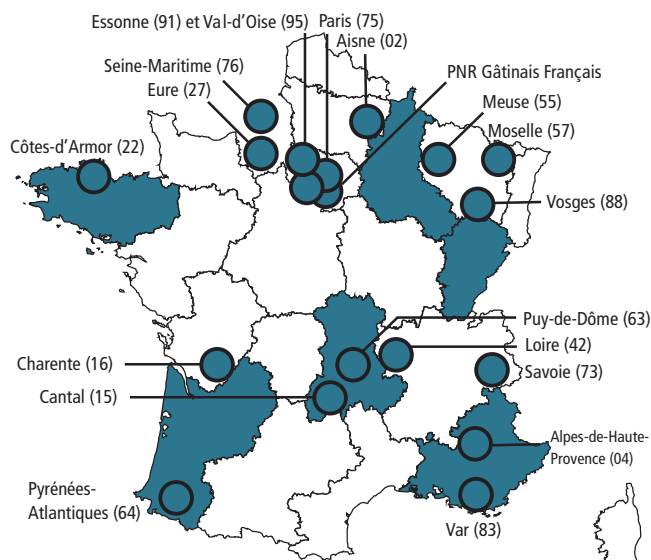 Essonne (91) et Val-d'Oise (95)
Paris (75)
Aisne (02)
Seine-Maritime (76)
PNR Gâtinais Français
Eure (27)
Meuse (55)
Moselle (57)
Côtes-d'Armor (22)
Vosges (88)
Puy-de-Dôme (63)
Charente (16)
Loire (42)
Savoie (73)
Cantal (15)
Alpes-de-Haute-
Provence (04)
Pyrénées-
Atlantiques (64)
Var (83)